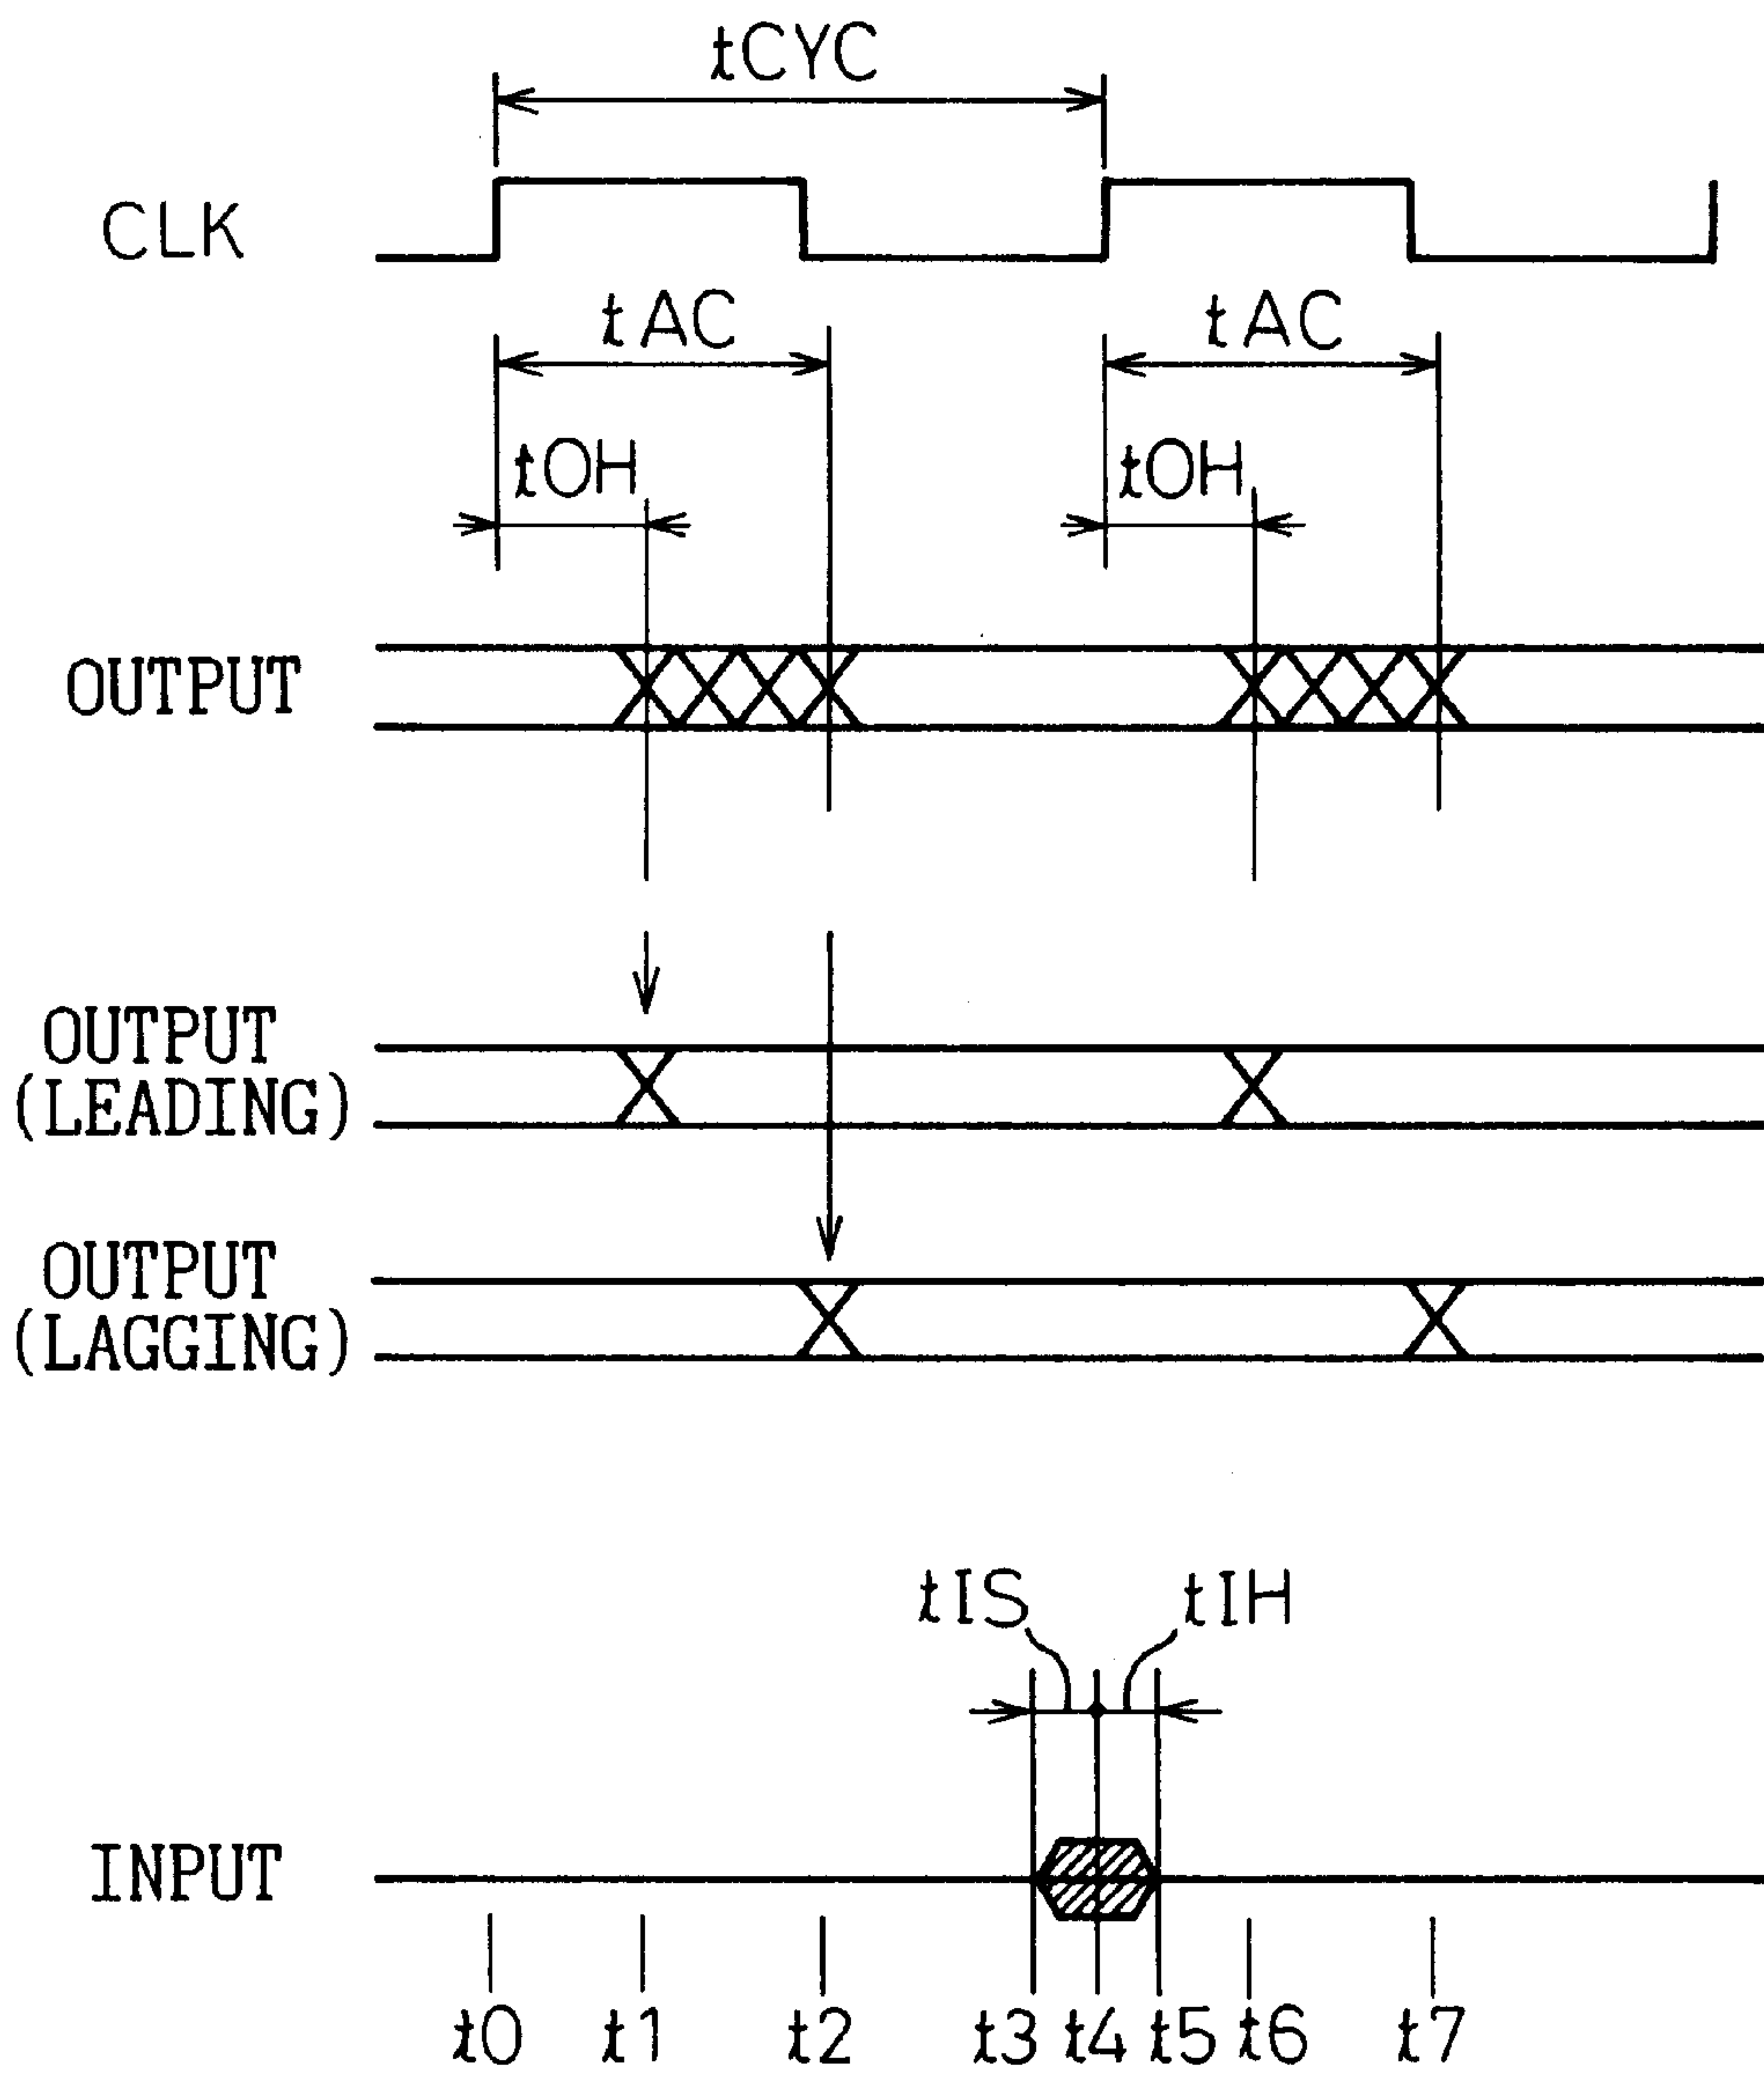 tCYC
CLK
tAC tAC
tOH tOH
OUTPUT
OUTPUT
(LEADING)
OUTPUT
(LAGGING)
tIS tIH
INPUT
t0 t1 t2 t3 t4 t5 t6 t7